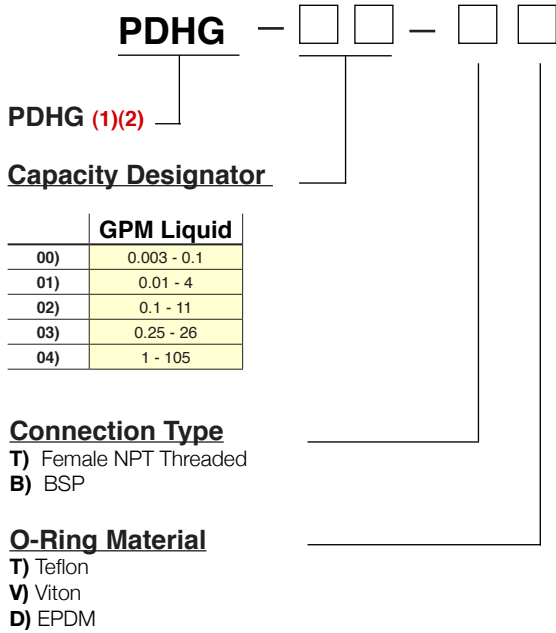 PDHG – –
PDHG (1)(2)
Capacity Designator
GPM Liquid
00) 0.003 - 0.1
01) 0.01 - 4
02) 0.1 - 11
03) 0.25 - 26
04) 1 - 105
Connection Type
T) Female NPT Threaded
B) BSP
O-Ring Material
T) Teflon
V) Viton
D) EPDM